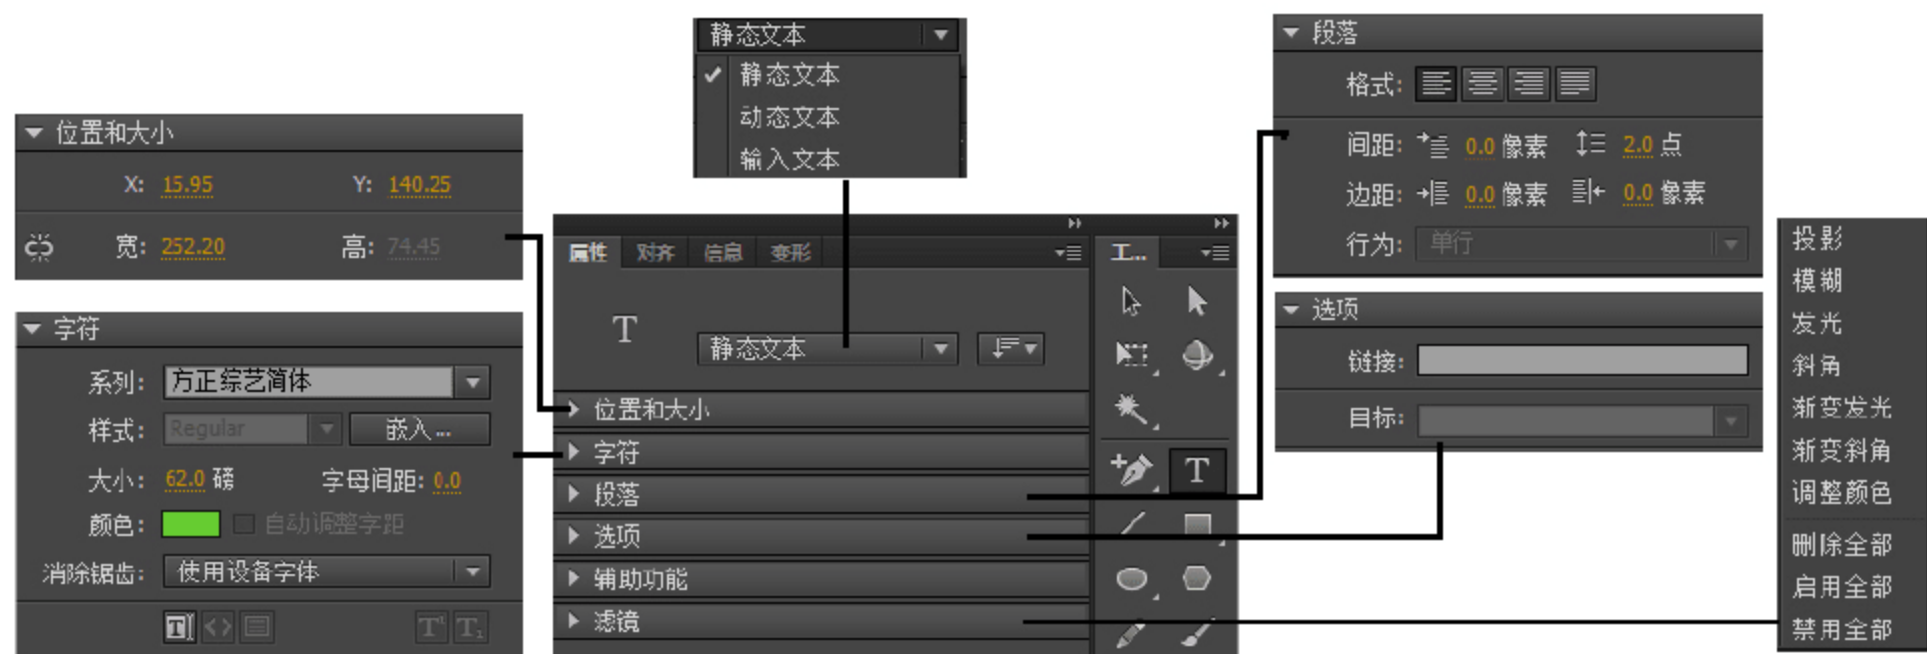 静态文本
静态文本
动态文本
输入文本
位置和大小
X: 15.95 Y: 140.25
宽: 252.20 高: 74.45
字符
系列: 方正综艺简体
样式: Regular 嵌入...
大小: 62.0 磅 字母间距: 0.0
颜色: 自动调整字距
消除锯齿: 使用设备字体
属性 对齐 信息 变形
T
静态文本
位置和大小
字符
段落
选项
辅助功能
滤镜
工...
T
段落
格式:
间距: 0.0 像素 2.0 点
边距: 0.0 像素 0.0 像素
行为: 单行
选项
链接:
目标:
投影
模糊
发光
斜角
渐变发光
渐变斜角
调整颜色
删除全部
启用全部
禁用全部